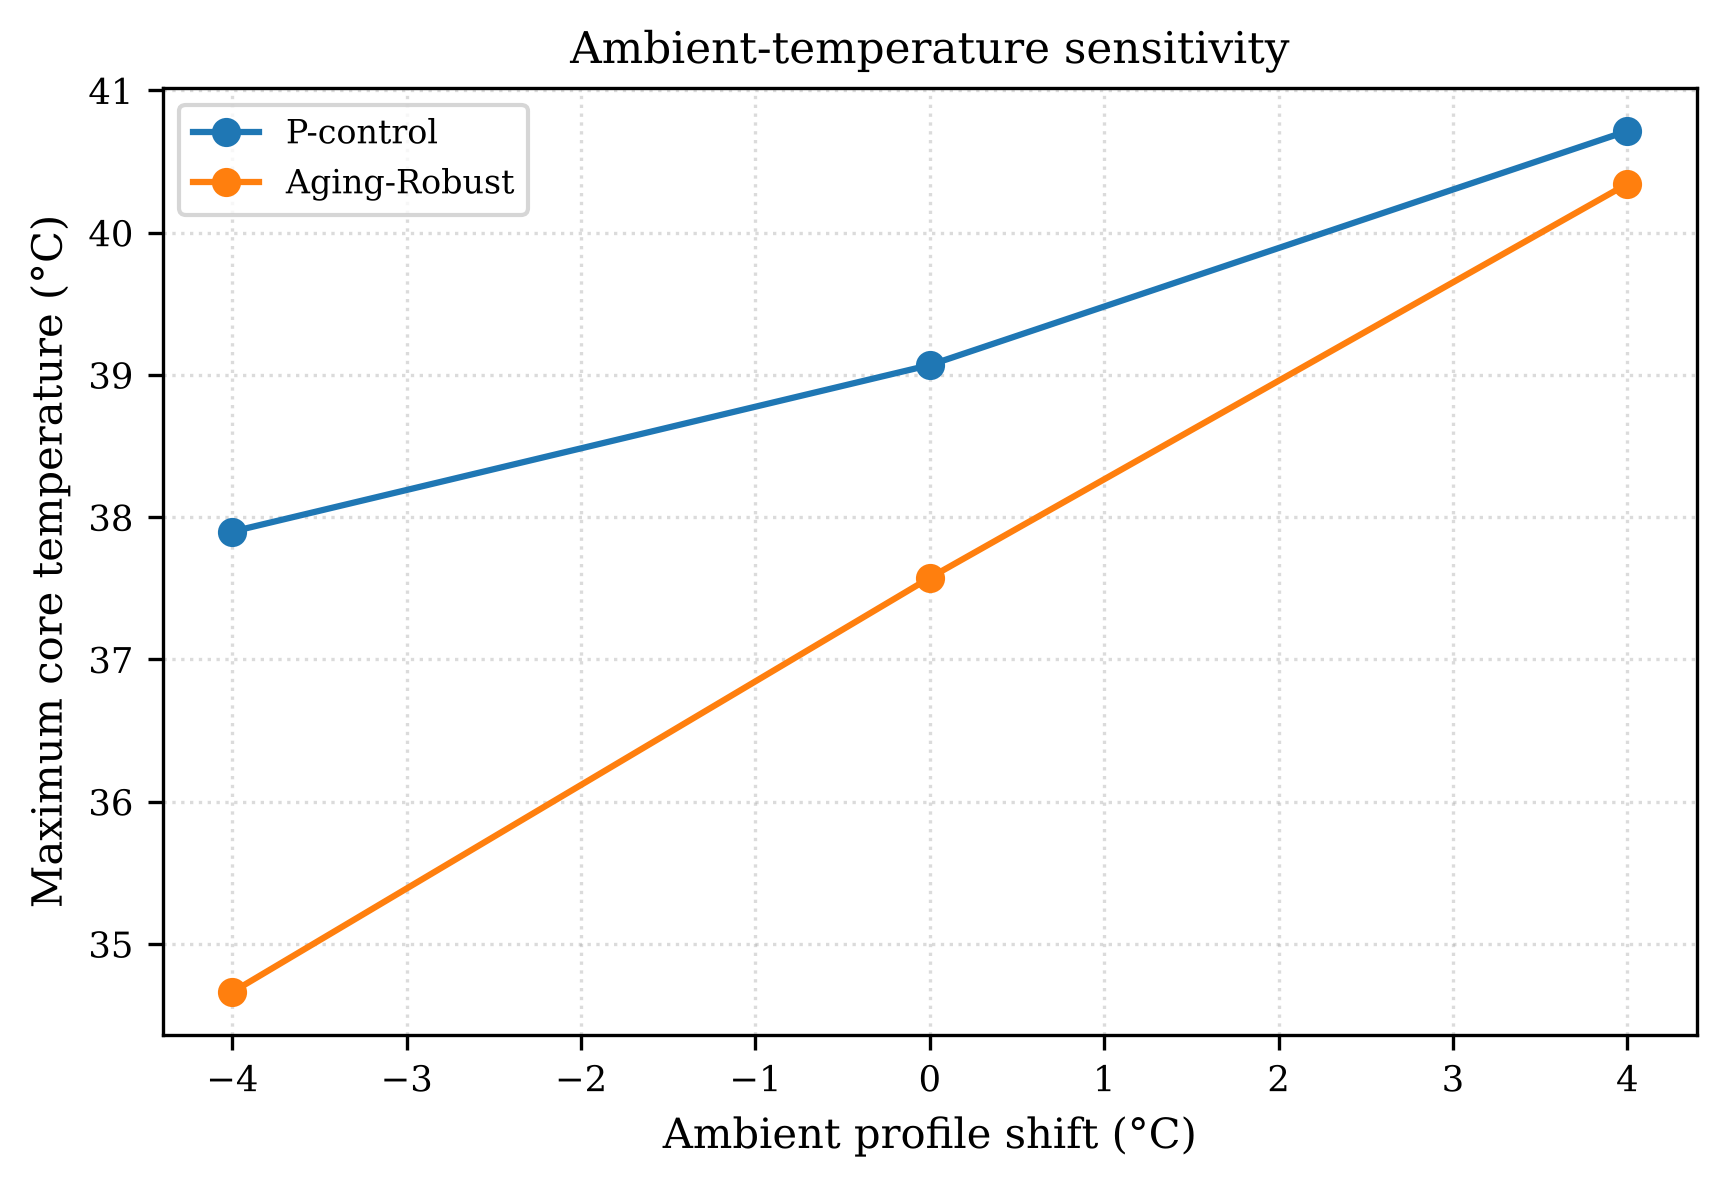 Ambient-temperature sensitivity
P-control
Aging-Robust
Maximum core temperature (°C)
41
40
39
38
37
36
35
−4 −3 −2 −1 0 1 2 3 4
Ambient profile shift (°C)